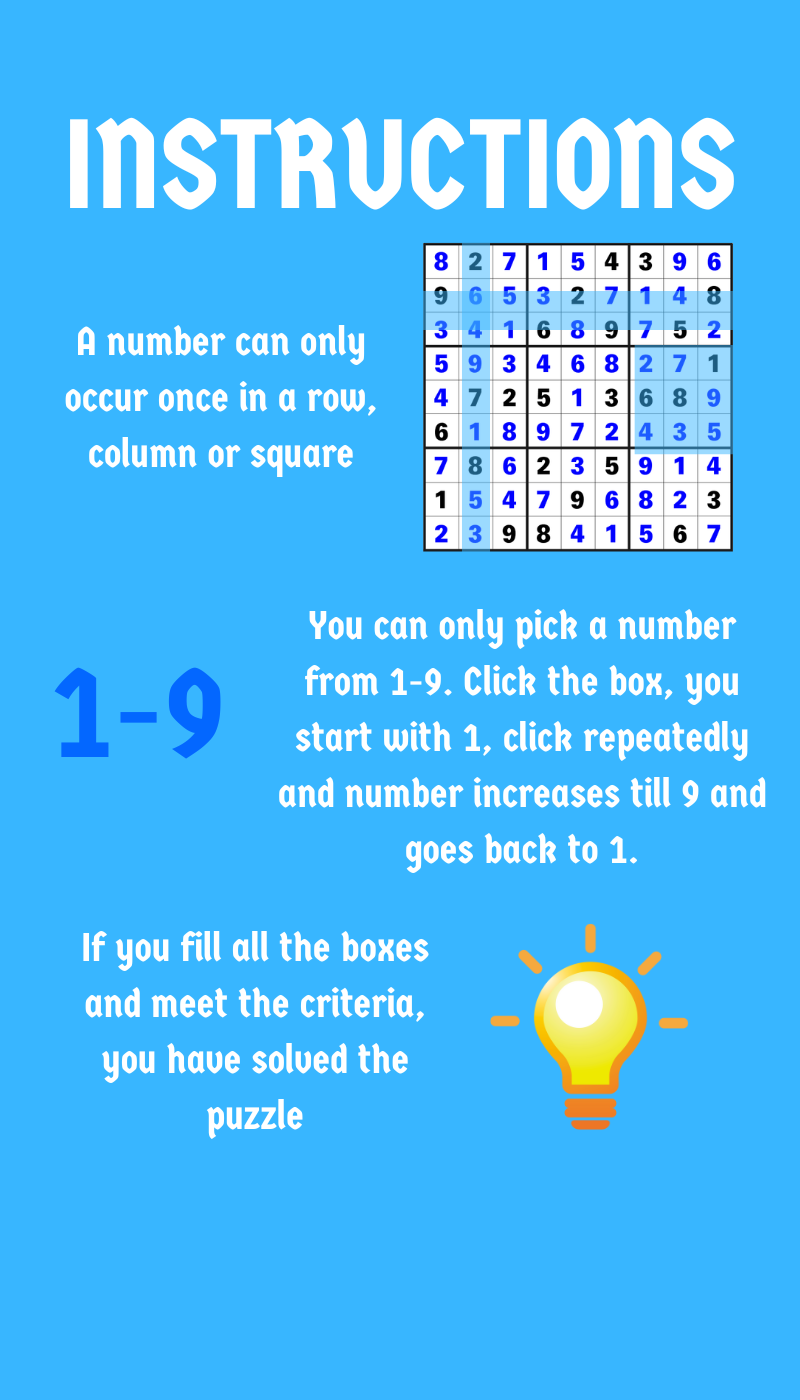 INSTRUCTIONS
A number can only
occur once in a row,
column or square
8 2 7 1 5 4 3 9 6
9 6 5 3 2 7 1 4 8
3 4 1 6 8 9 7 5 2
5 9 3 4 6 8 2 7 1
4 7 2 5 1 3 6 8 9
6 1 8 9 7 2 4 3 5
7 8 6 2 3 5 9 1 4
1 5 4 7 9 6 8 2 3
2 3 9 8 4 1 5 6 7
1-9
You can only pick a number
from 1-9. Click the box, you
start with 1, click repeatedly
and number increases till 9 and
goes back to 1.
If you fill all the boxes
and meet the criteria,
you have solved the
puzzle